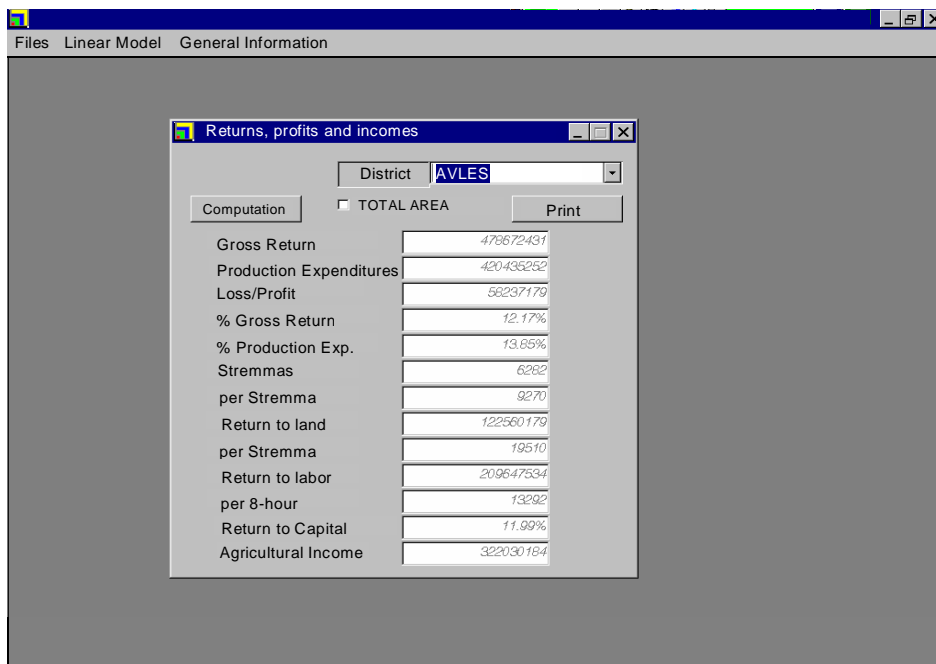 Files Linear Model General Information
Returns, profits and incomes
District AVLES
Computation TOTAL AREA Print
Gross Return 478672431
Production Expenditures 420435252
Loss/Profit 58237179
% Gross Return 12.17%
% Production Exp. 13.85%
Stremmas 6282
per Stremma 9270
Return to land 122560179
per Stremma 19510
Return to labor 209647534
per 8-hour 13292
Return to Capital 11.99%
Agricultural Income 322030184